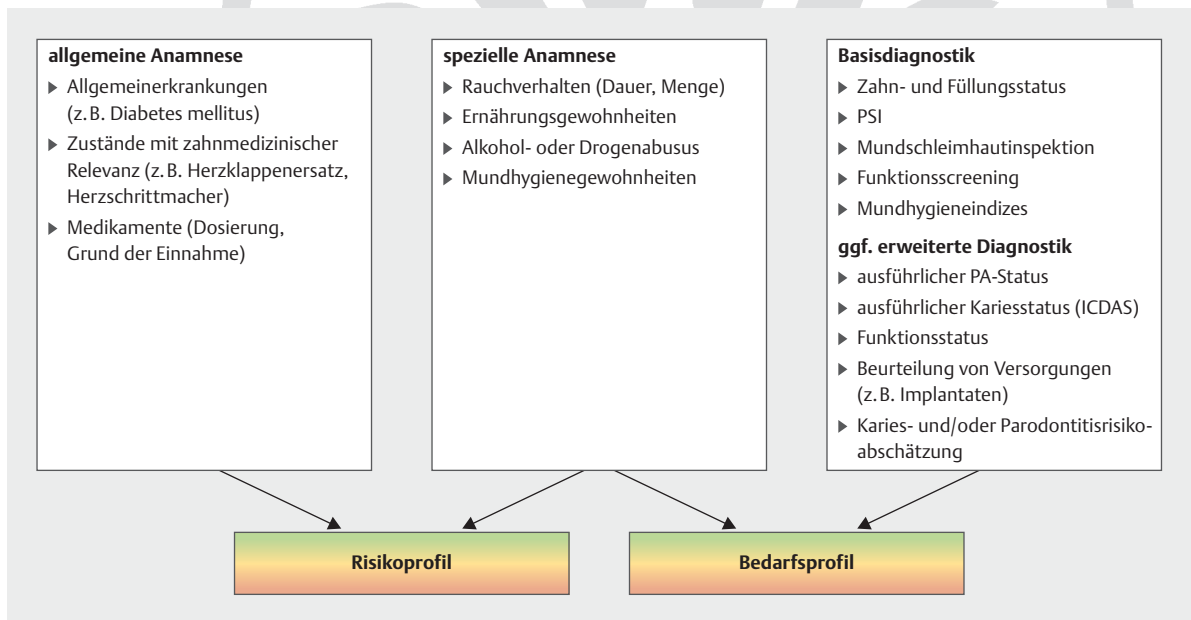 allgemeine Anamnese
▶ Allgemeinerkrankungen
(z. B. Diabetes mellitus)
▶ Zustände mit zahnmedizinischer
Relevanz (z. B. Herzklappenersatz,
Herzschrittmacher)
▶ Medikamente (Dosierung,
Grund der Einnahme)
spezielle Anamnese
▶ Rauchverhalten (Dauer, Menge)
▶ Ernährungsgewohnheiten
▶ Alkohol- oder Drogenabusus
▶ Mundhygienegewohnheiten
Basisdiagnostik
▶ Zahn- und Füllungsstatus
▶ PSI
▶ Mundschleimhautinspektion
▶ Funktionsscreening
▶ Mundhygieneindizes
ggf. erweiterte Diagnostik
▶ ausführlicher PA-Status
▶ ausführlicher Kariesstatus (ICDAS)
▶ Funktionsstatus
▶ Beurteilung von Versorgungen
(z. B. Implantaten)
▶ Karies- und/oder Parodontitisrisiko-
abschätzung
Risikoprofil
Bedarfsprofil